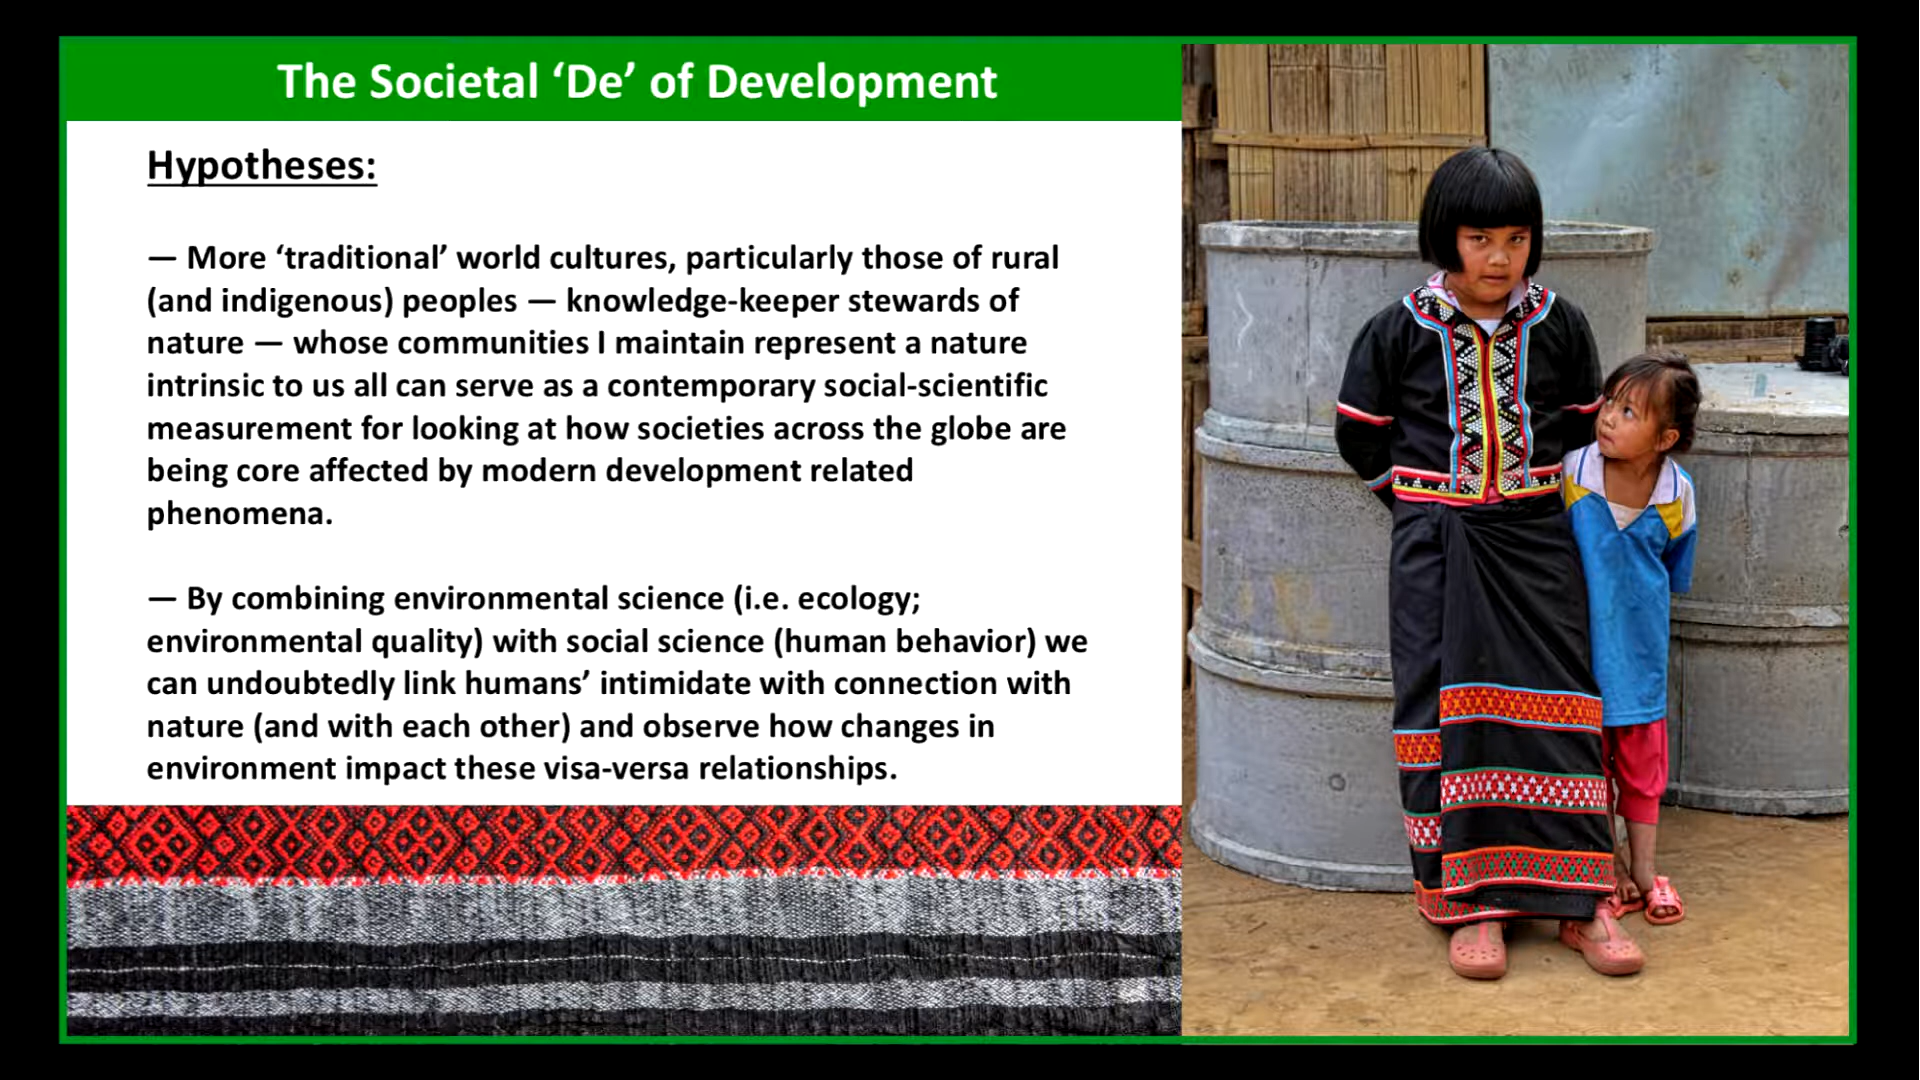 The Societal ‘De’ of Development
Hypotheses:
— More ‘traditional’ world cultures, particularly those of rural
(and indigenous) peoples — knowledge-keeper stewards of
nature — whose communities I maintain represent a nature
intrinsic to us all can serve as a contemporary social-scientific
measurement for looking at how societies across the globe are
being core affected by modern development related
phenomena.
— By combining environmental science (i.e. ecology;
environmental quality) with social science (human behavior) we
can undoubtedly link humans’ intimidate with connection with
nature (and with each other) and observe how changes in
environment impact these visa-versa relationships.